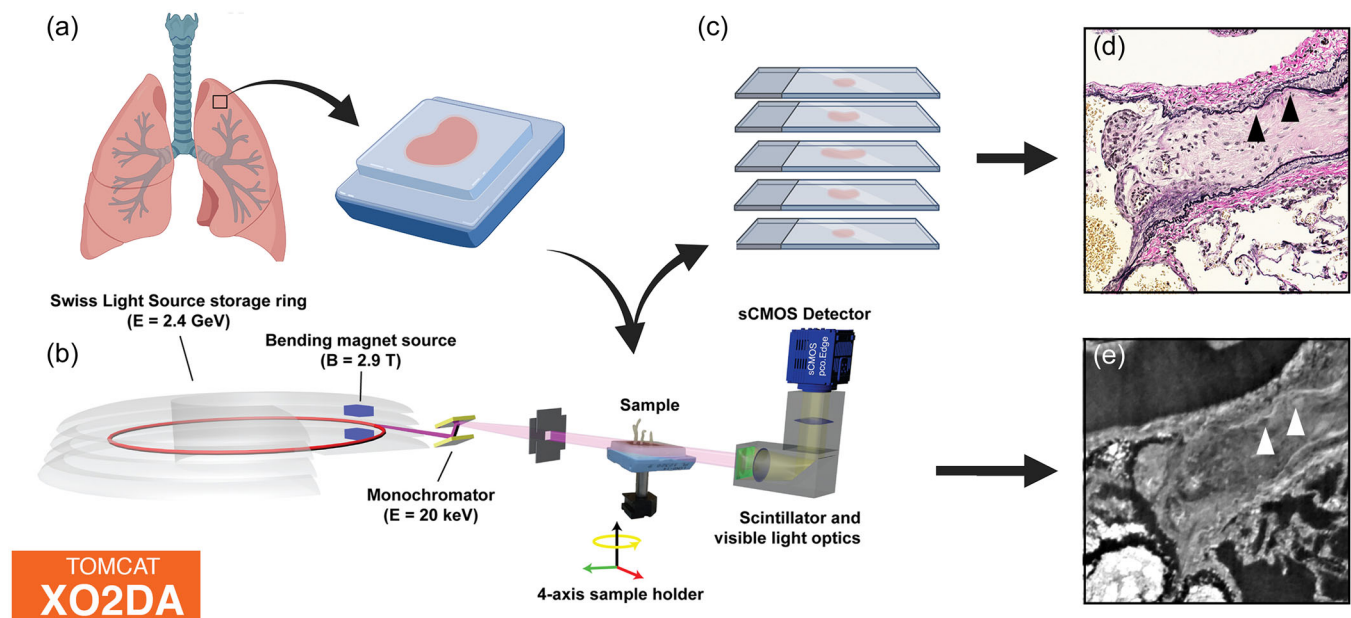 (a)
(c)
(d)
Swiss Light Source storage ring
(E = 2.4 GeV)
(b)
Bending magnet source
(B = 2.9 T)
sCMOS Detector
sCMOS
pco.Edge
(e)
Sample
Monochromator
(E = 20 keV)
Scintillator and
visible light optics
4-axis sample holder
TOMCAT
XO2DA